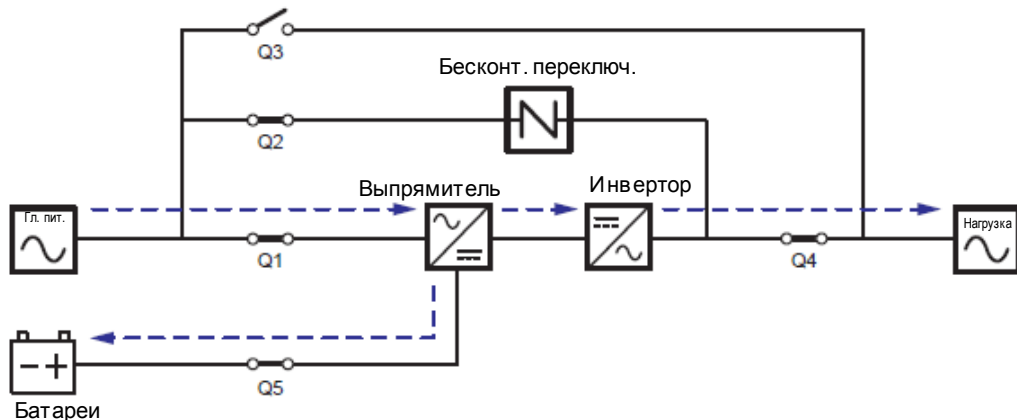 Q3
Бесконт. переключ.
Q2
Выпрямитель
Инвертор
Гл. пит.
Нагрузка
Q1
Q4
Q5
Батареи